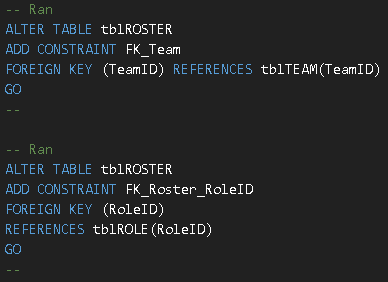 -- Ran
ALTER TABLE tblROSTER
ADD CONSTRAINT FK_Team
FOREIGN KEY (TeamID) REFERENCES tblTEAM(TeamID)
GO
--
-- Ran
ALTER TABLE tblROSTER
ADD CONSTRAINT FK_Roster_RoleID
FOREIGN KEY (RoleID)
REFERENCES tblROLE(RoleID)
GO
--